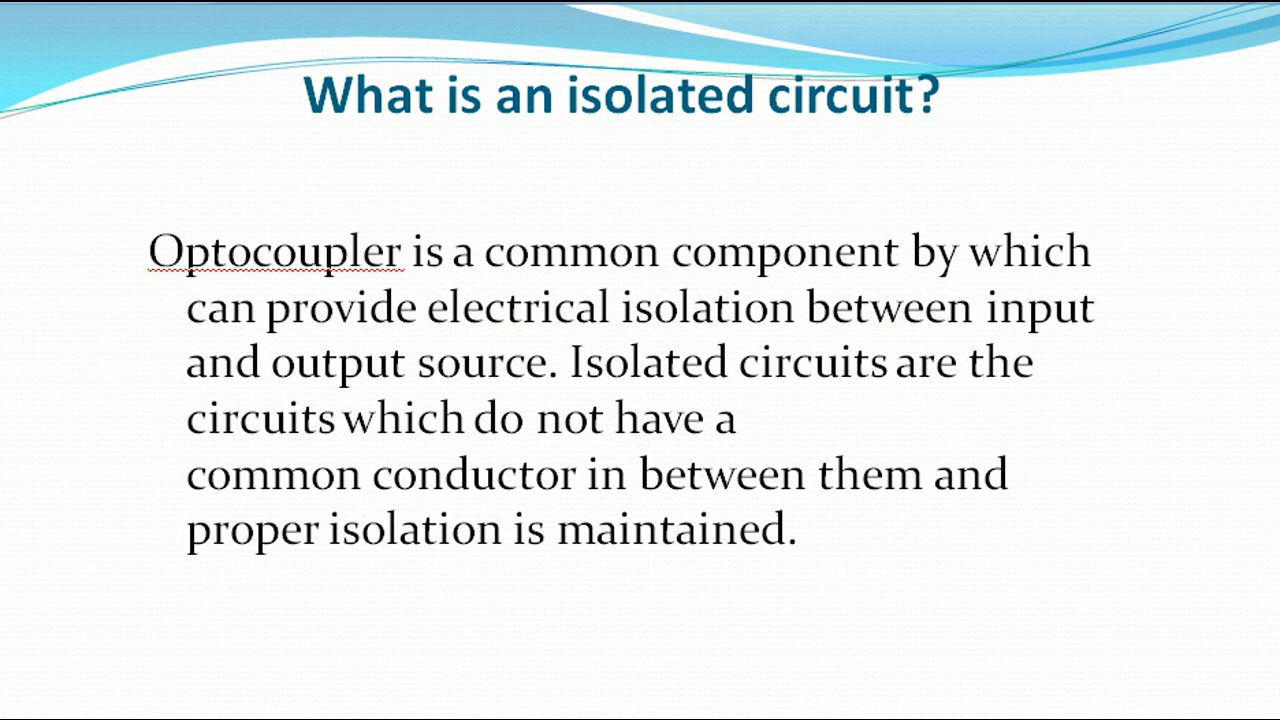 What is an isolated circuit?
Optocoupler is a common component by which
can provide electrical isolation between input
and output source. Isolated circuits are the
circuits which do not have a
common conductor in between them and
proper isolation is maintained.